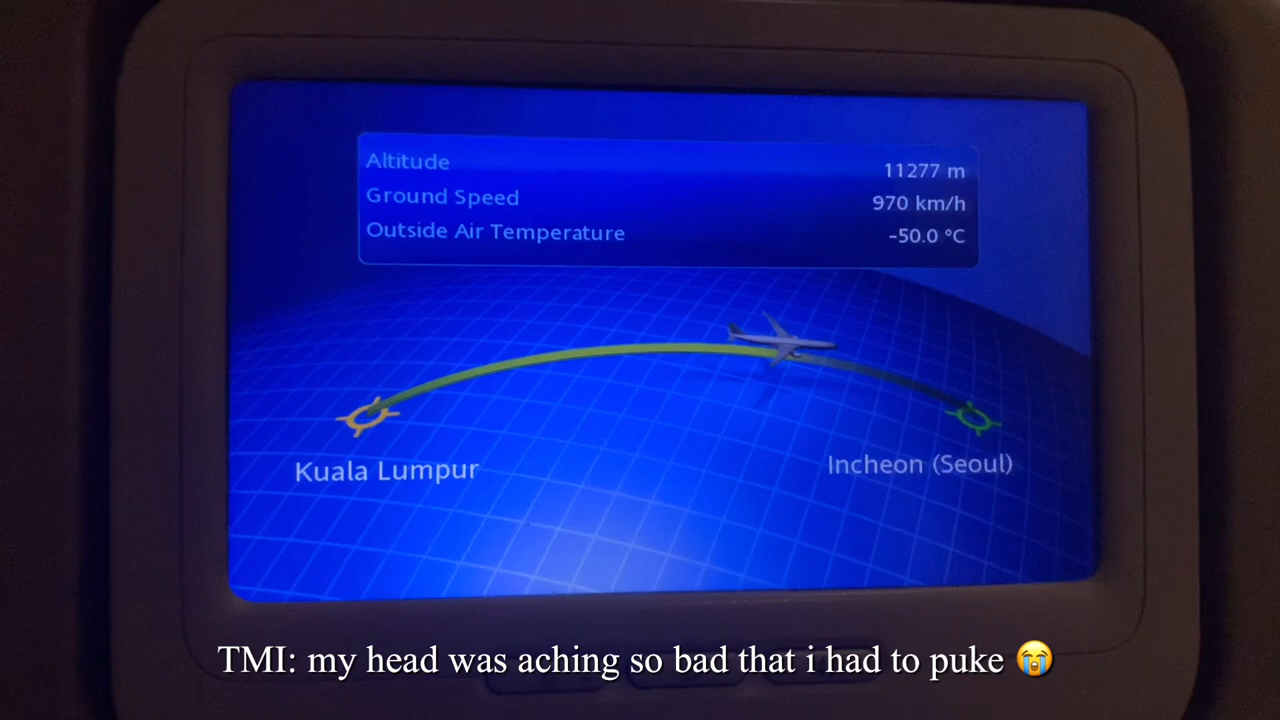 Altitude 11277 m
Ground Speed 970 km/h
Outside Air Temperature -50.0 °C
Kuala Lumpur
Incheon (Seoul)
TMI: my head was aching so bad that i had to puke 😭